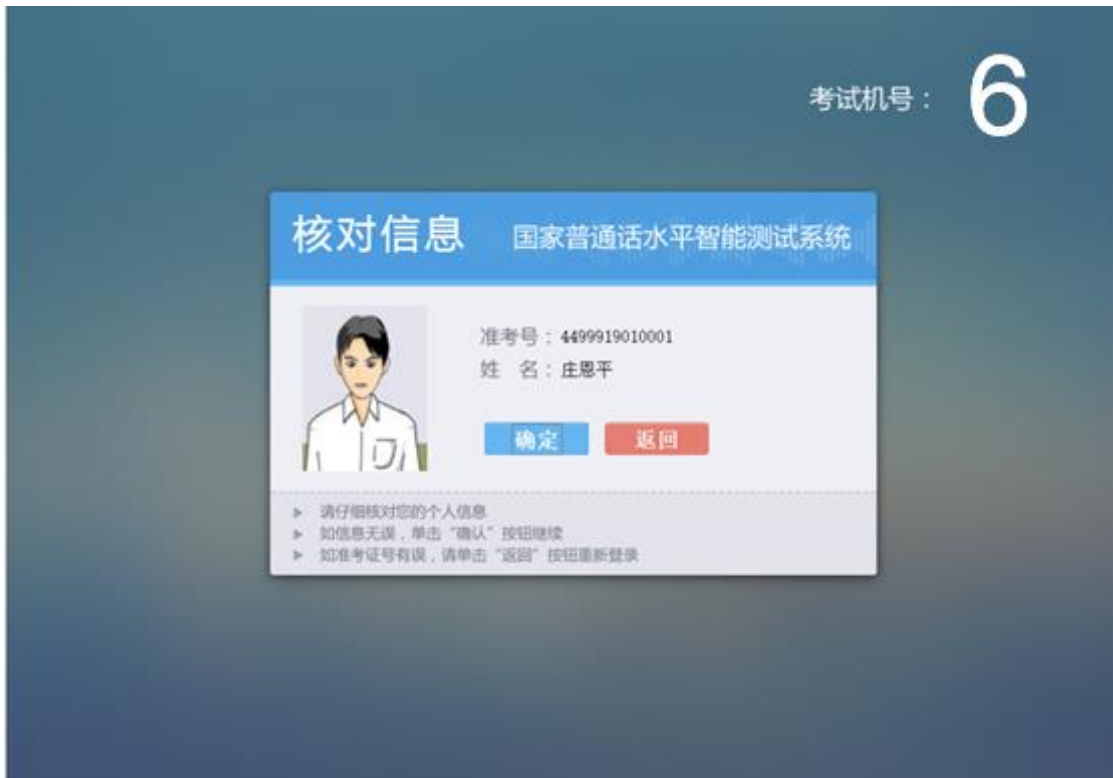 考试机号：6
核对信息 国家普通话水平智能测试系统
准考号：4499919010001
姓 名：庄恩平
确定 返回
请仔细核对您的个人信息
如信息无误，单击“确认”按钮继续
如准考证号有误，请单击“返回”按钮重新登录